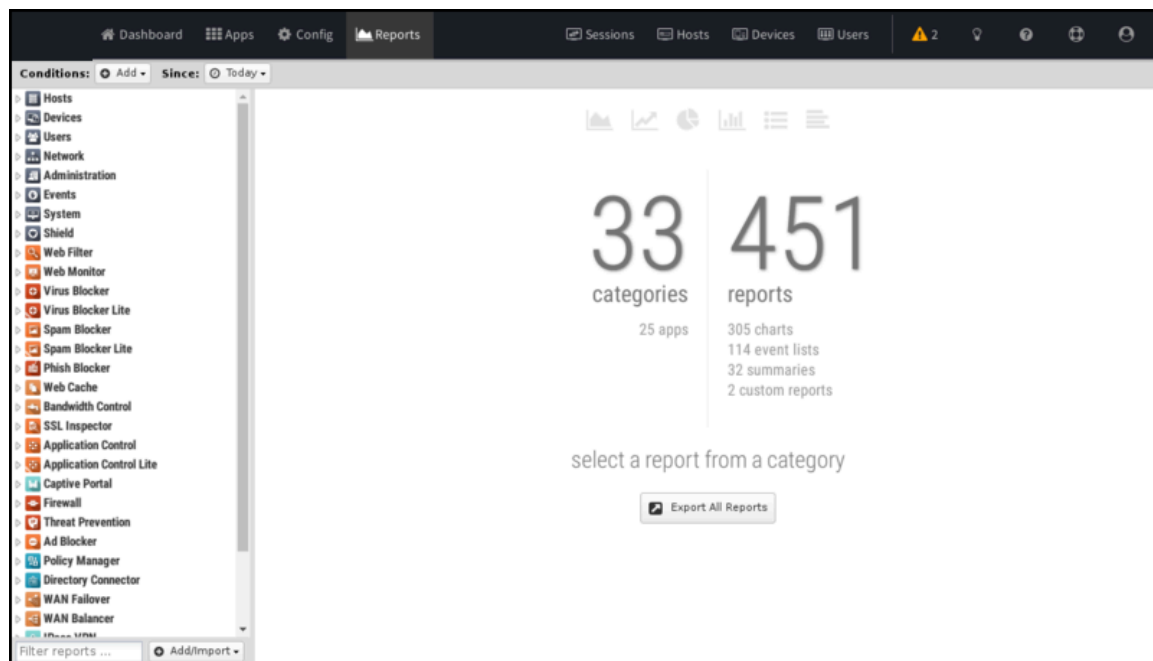 Dashboard Apps Config Reports Sessions Hosts Devices Users 2
Conditions: Add Since: Today
Hosts
Devices
Users
Network
Administration
Events
System
Shield
Web Filter
Web Monitor
Virus Blocker
Virus Blocker Lite
Spam Blocker
Spam Blocker Lite
Phish Blocker
Web Cache
Bandwidth Control
SSL Inspector
Application Control
Application Control Lite
Captive Portal
Firewall
Threat Prevention
Ad Blocker
Policy Manager
Directory Connector
WAN Failover
WAN Balancer
Filter reports ... Add/Import
33
categories
25 apps
451
reports
305 charts
114 event lists
32 summaries
2 custom reports
select a report from a category
Export All Reports